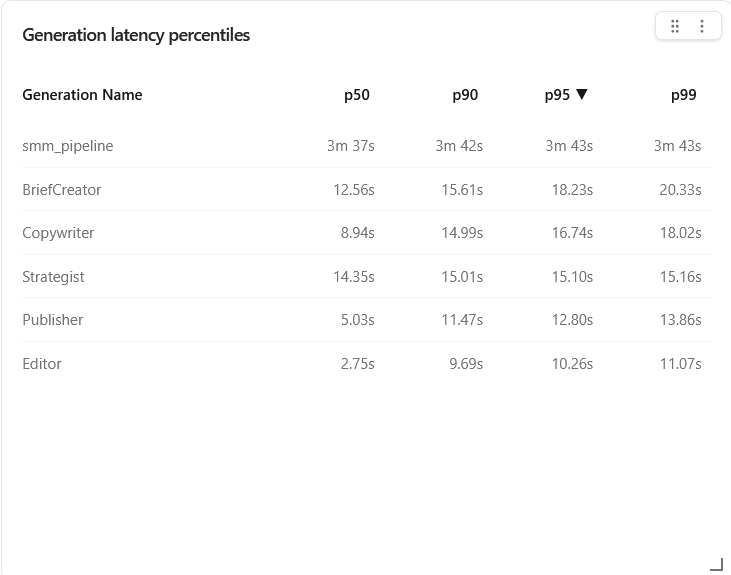 Generation latency percentiles
Generation Name p50 p90 p95 ▼ p99
smm_pipeline 3m 37s 3m 42s 3m 43s 3m 43s
BriefCreator 12.56s 15.61s 18.23s 20.33s
Copywriter 8.94s 14.99s 16.74s 18.02s
Strategist 14.35s 15.01s 15.10s 15.16s
Publisher 5.03s 11.47s 12.80s 13.86s
Editor 2.75s 9.69s 10.26s 11.07s